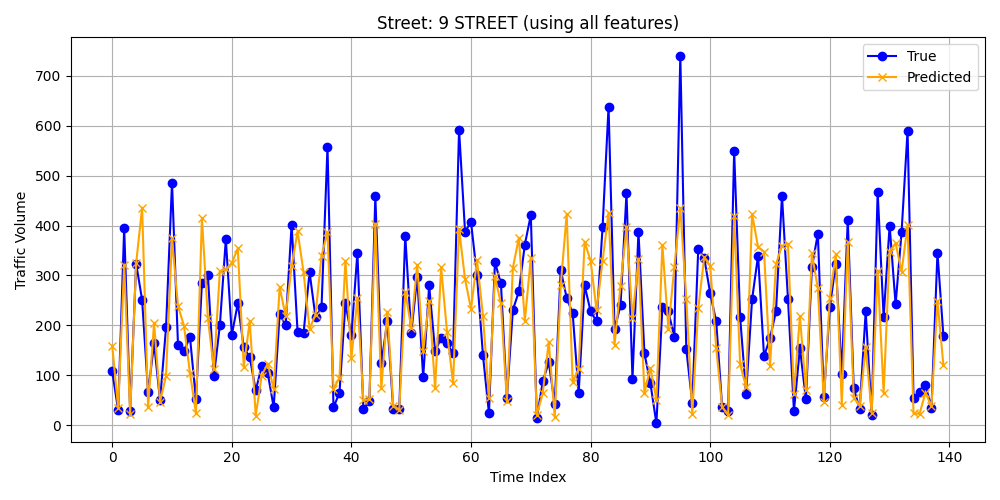 Street: 9 STREET (using all features)
True
Predicted
Traffic Volume
700
600
500
400
300
200
100
0
0 20 40 60 80 100 120 140
Time Index